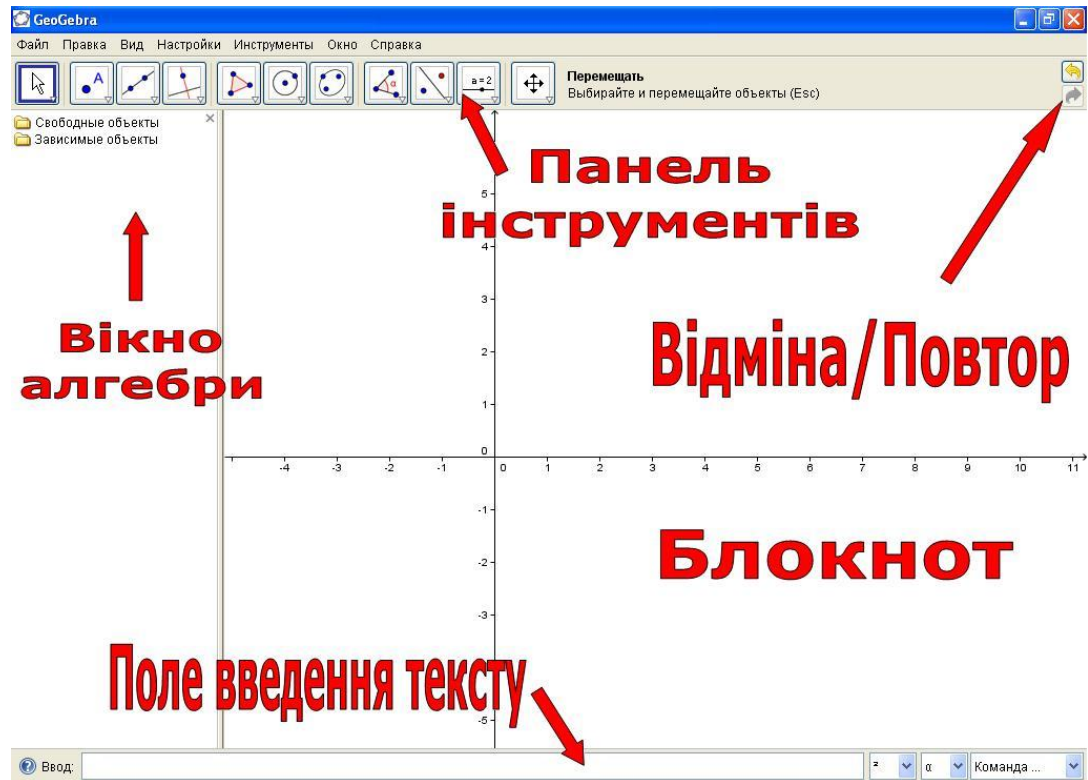 GeoGebra
Файл Правка Вид Настройки Инструменты Окно Справка
A
α
a = 2
Перемещать
Выбирайте и перемещайте объекты (Esc)
Свободные объекты
Зависимые объекты
Панель
інструментів
Вікно
алгебри
Відміна/Повтор
5
4
3
2
1
0
-4 -3 -2 -1 0 1 2 3 4 5 6 7 8 9 10 11
-1
-2
-3
-5
Блокнот
Поле введення тексту
Ввод:
² α Команда ...